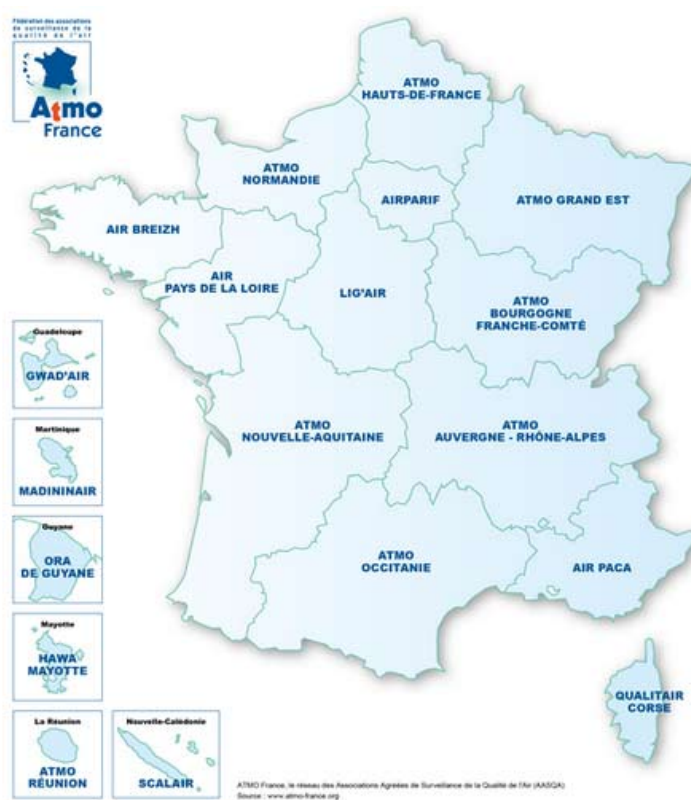 Fédération des associations
de surveillance de la
qualité de l'air
Atmo
France
ATMO
HAUTS-DE-FRANCE
ATMO
NORMANDIE
AIRPARIF
ATMO GRAND EST
AIR BREIZH
AIR
PAYS DE LA LOIRE
LIG'AIR
ATMO
BOURGOGNE
FRANCHE-COMTÉ
Guadeloupe
GWAD'AIR
ATMO
NOUVELLE-AQUITAINE
ATMO
AUVERGNE - RHÔNE-ALPES
Martinique
MADININAIR
Guyane
ORA
DE GUYANE
ATMO
OCCITANIE
AIR PACA
Mayotte
HAWA
MAYOTTE
QUALITAIR
CORSE
La Réunion
ATMO
RÉUNION
Nouvelle-Calédonie
SCALAIR
ATMO France, le réseau des Associations Agréées de Surveillance de la Qualité de l'Air (AASQA)
Source : www.atmo-france.org